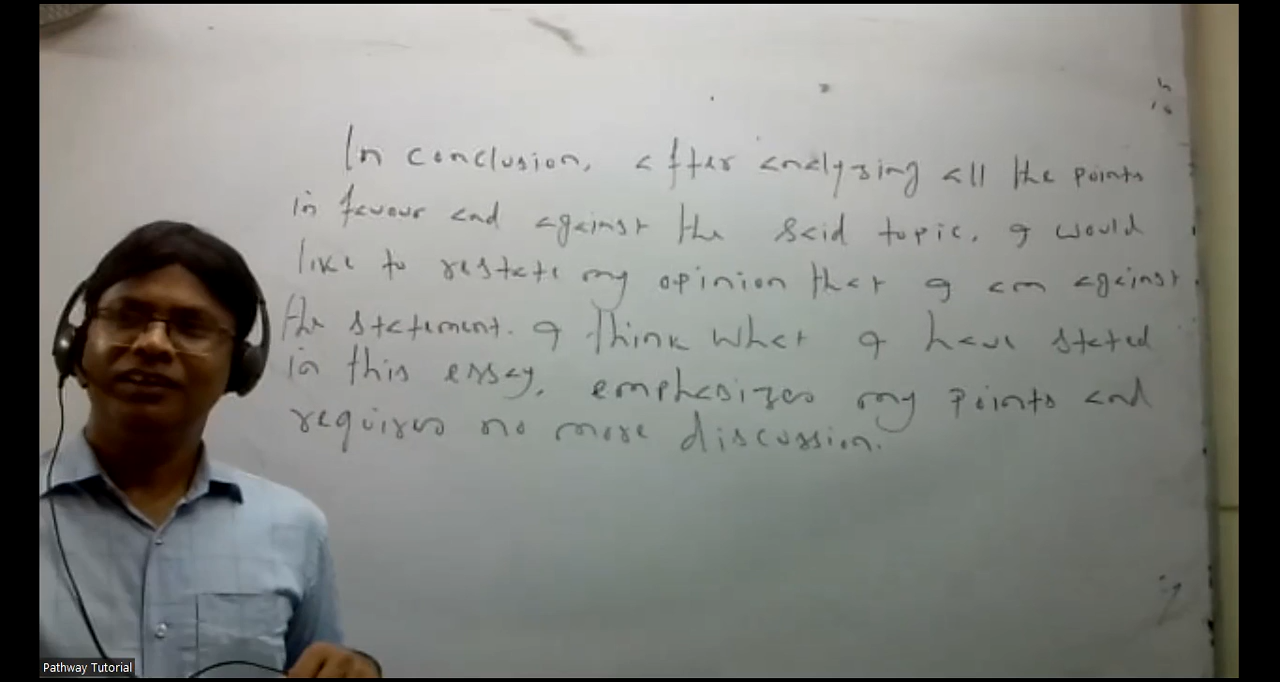 In conclusion, after analyzing all the points
in favour and against the said topic, I would
like to restate my opinion that I am against
the statement. I think what I have stated
in this essay, emphasizes my points and
requires no more discussion.
Pathway Tutorial